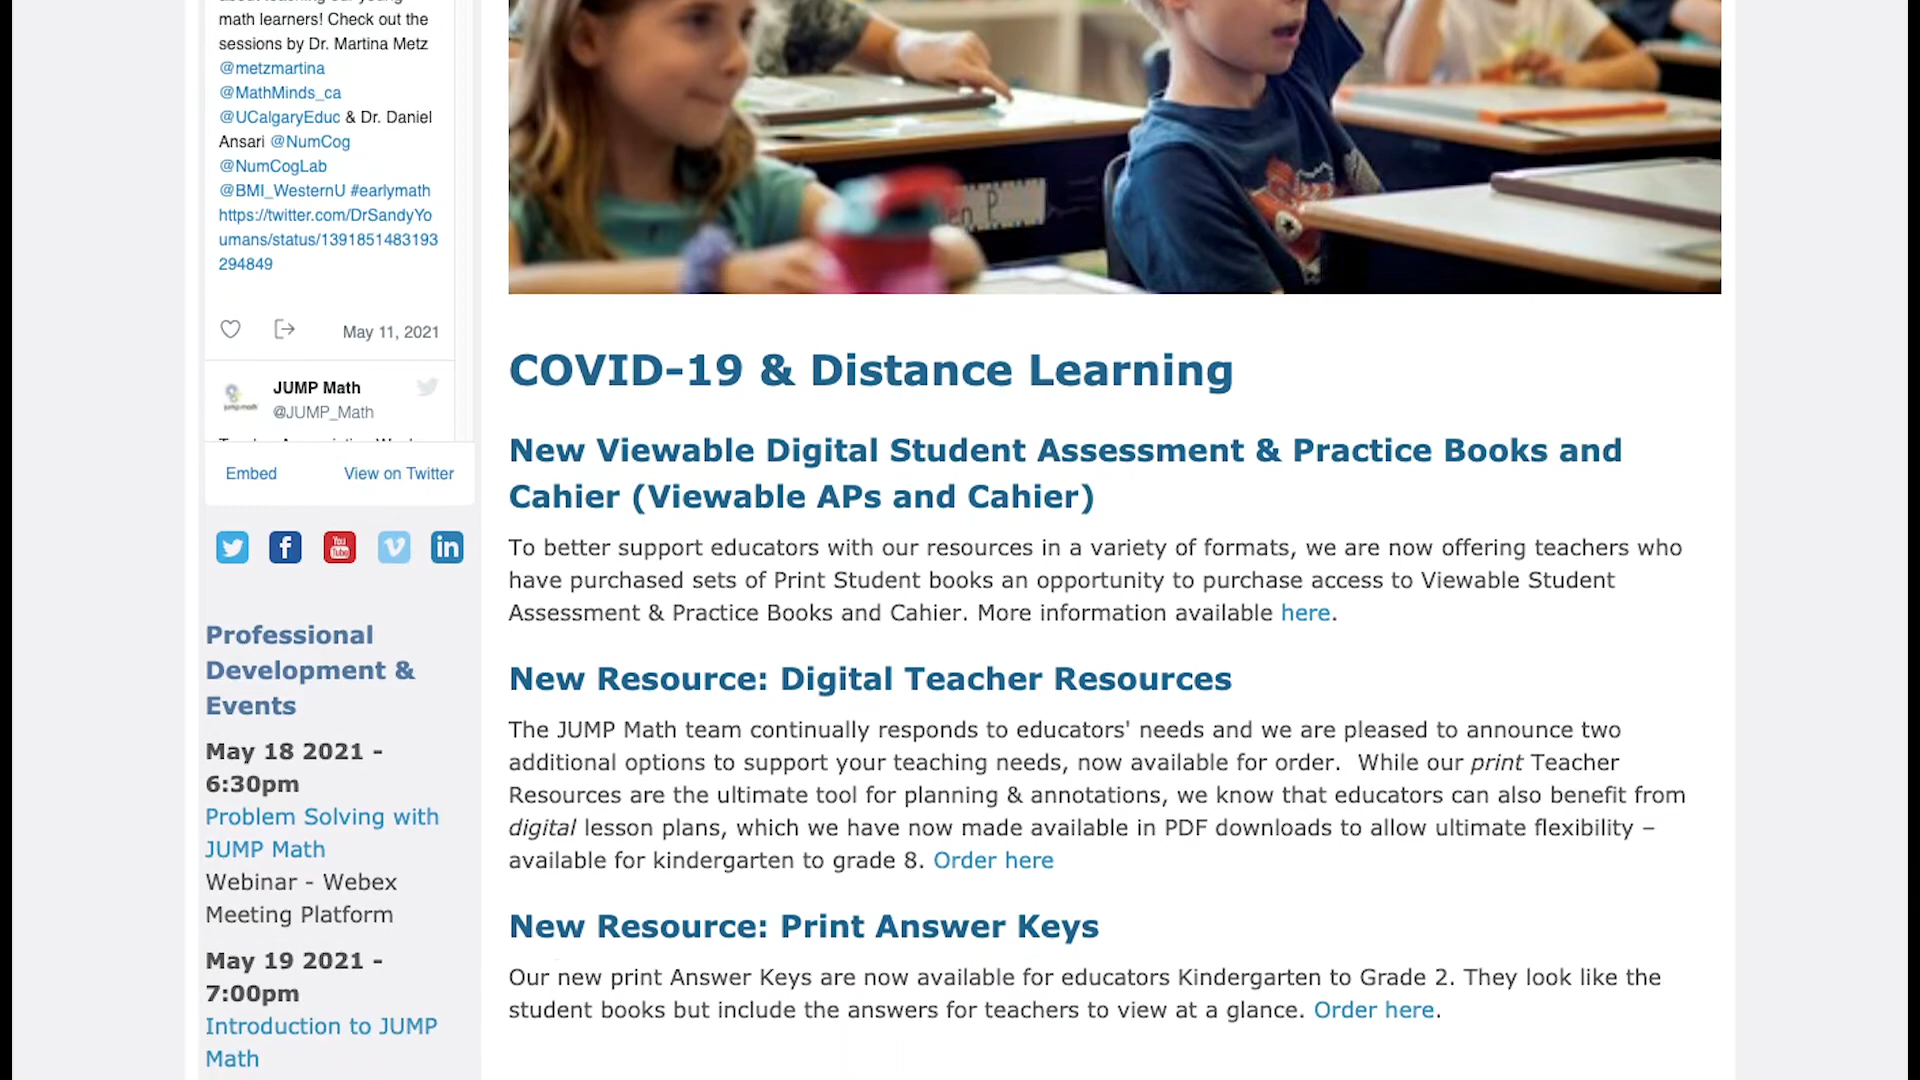 math learners! Check out the
sessions by Dr. Martina Metz
@metzmartina
@MathMinds_ca
@UCalgaryEduc & Dr. Daniel
Ansari @NumCog
@NumCogLab
@BMI_WesternU #earlymath
https://twitter.com/DrSandyYo
umans/status/1391851483193
294849
May 11, 2021
JUMP Math
@JUMP_Math
Embed
View on Twitter
You
Tube
Professional
Development &
Events
May 18 2021 -
6:30pm
Problem Solving with
JUMP Math
Webinar - Webex
Meeting Platform
May 19 2021 -
7:00pm
Introduction to JUMP
Math
COVID-19 & Distance Learning
New Viewable Digital Student Assessment & Practice Books and
Cahier (Viewable APs and Cahier)
To better support educators with our resources in a variety of formats, we are now offering teachers who
have purchased sets of Print Student books an opportunity to purchase access to Viewable Student
Assessment & Practice Books and Cahier. More information available here.
New Resource: Digital Teacher Resources
The JUMP Math team continually responds to educators' needs and we are pleased to announce two
additional options to support your teaching needs, now available for order.  While our print Teacher
Resources are the ultimate tool for planning & annotations, we know that educators can also benefit from
digital lesson plans, which we have now made available in PDF downloads to allow ultimate flexibility –
available for kindergarten to grade 8. Order here
New Resource: Print Answer Keys
Our new print Answer Keys are now available for educators Kindergarten to Grade 2. They look like the
student books but include the answers for teachers to view at a glance. Order here.